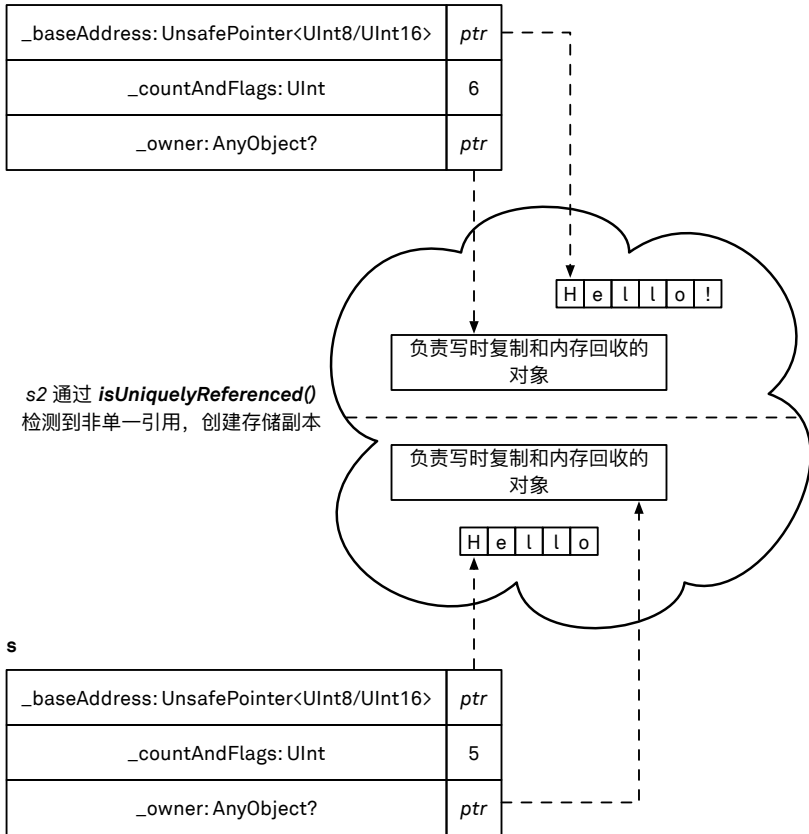 _baseAddress: UnsafePointer<UInt8/UInt16>
ptr
_countAndFlags: UInt
6
_owner: AnyObject?
ptr
H e l l o !
负责写时复制和内存回收的
对象
s2 通过 isUniquelyReferenced()
检测到非单一引用，创建存储副本
负责写时复制和内存回收的
对象
H e l l o
s
_baseAddress: UnsafePointer<UInt8/UInt16>
ptr
_countAndFlags: UInt
5
_owner: AnyObject?
ptr